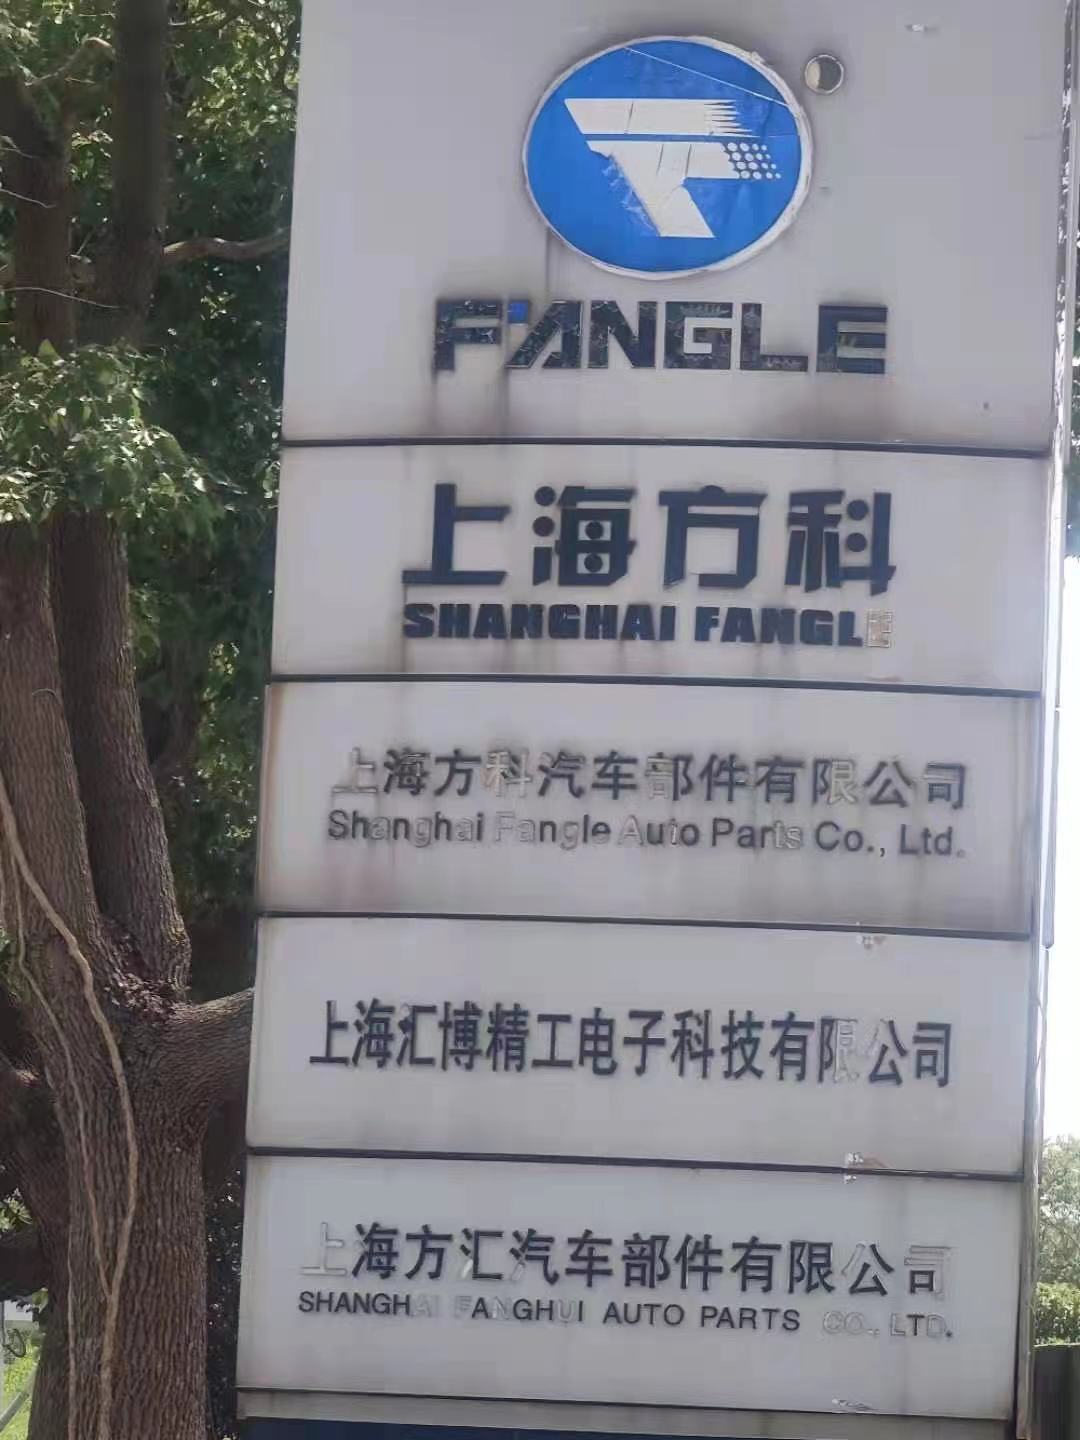 FANGLE
上海方科
SHANGHAI FANGLE
上海方科汽车部件有限公司
Shanghai Fangle Auto Parts Co., Ltd.
上海汇博精工电子科技有限公司
上海方汇汽车部件有限公司
SHANGHAI FANGHUI AUTO PARTS CO., LTD.